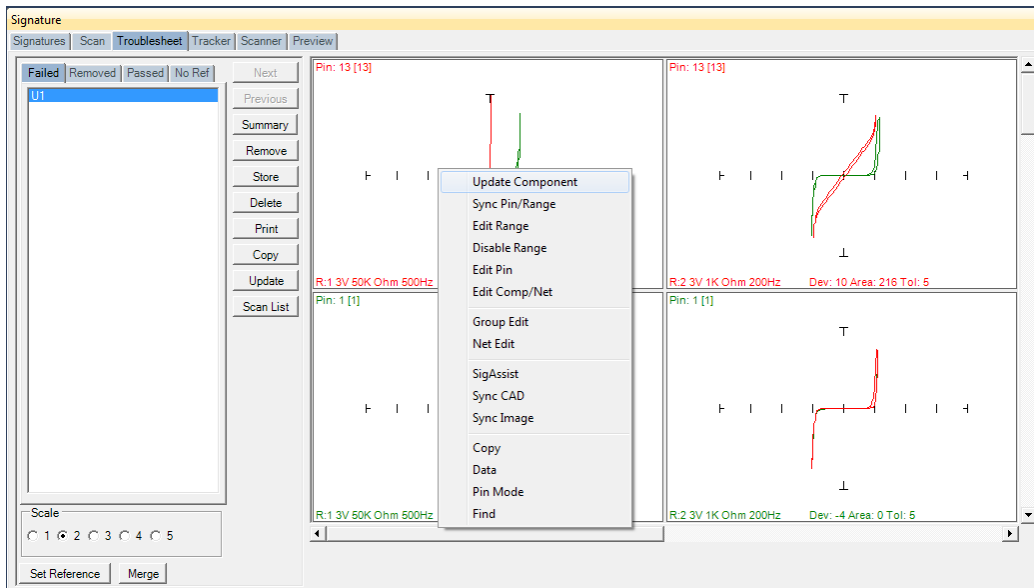 Signature
Signatures Scan Troublesheet Tracker Scanner Preview
Failed Removed Passed No Ref
U1
Next
Previous
Summary
Remove
Store
Delete
Print
Copy
Update
Scan List
Scale
1 2 3 4 5
Set Reference Merge
Pin: 13 [13]
R:1 3V 50K Ohm 500Hz
Pin: 13 [13]
R:2 3V 1K Ohm 200Hz Dev: 10 Area: 216 Tol: 5
Pin: 1 [1]
R:1 3V 50K Ohm 500Hz
Pin: 1 [1]
R:2 3V 1K Ohm 200Hz Dev: -4 Area: 0 Tol: 5
Update Component
Sync Pin/Range
Edit Range
Disable Range
Edit Pin
Edit Comp/Net
Group Edit
Net Edit
SigAssist
Sync CAD
Sync Image
Copy
Data
Pin Mode
Find